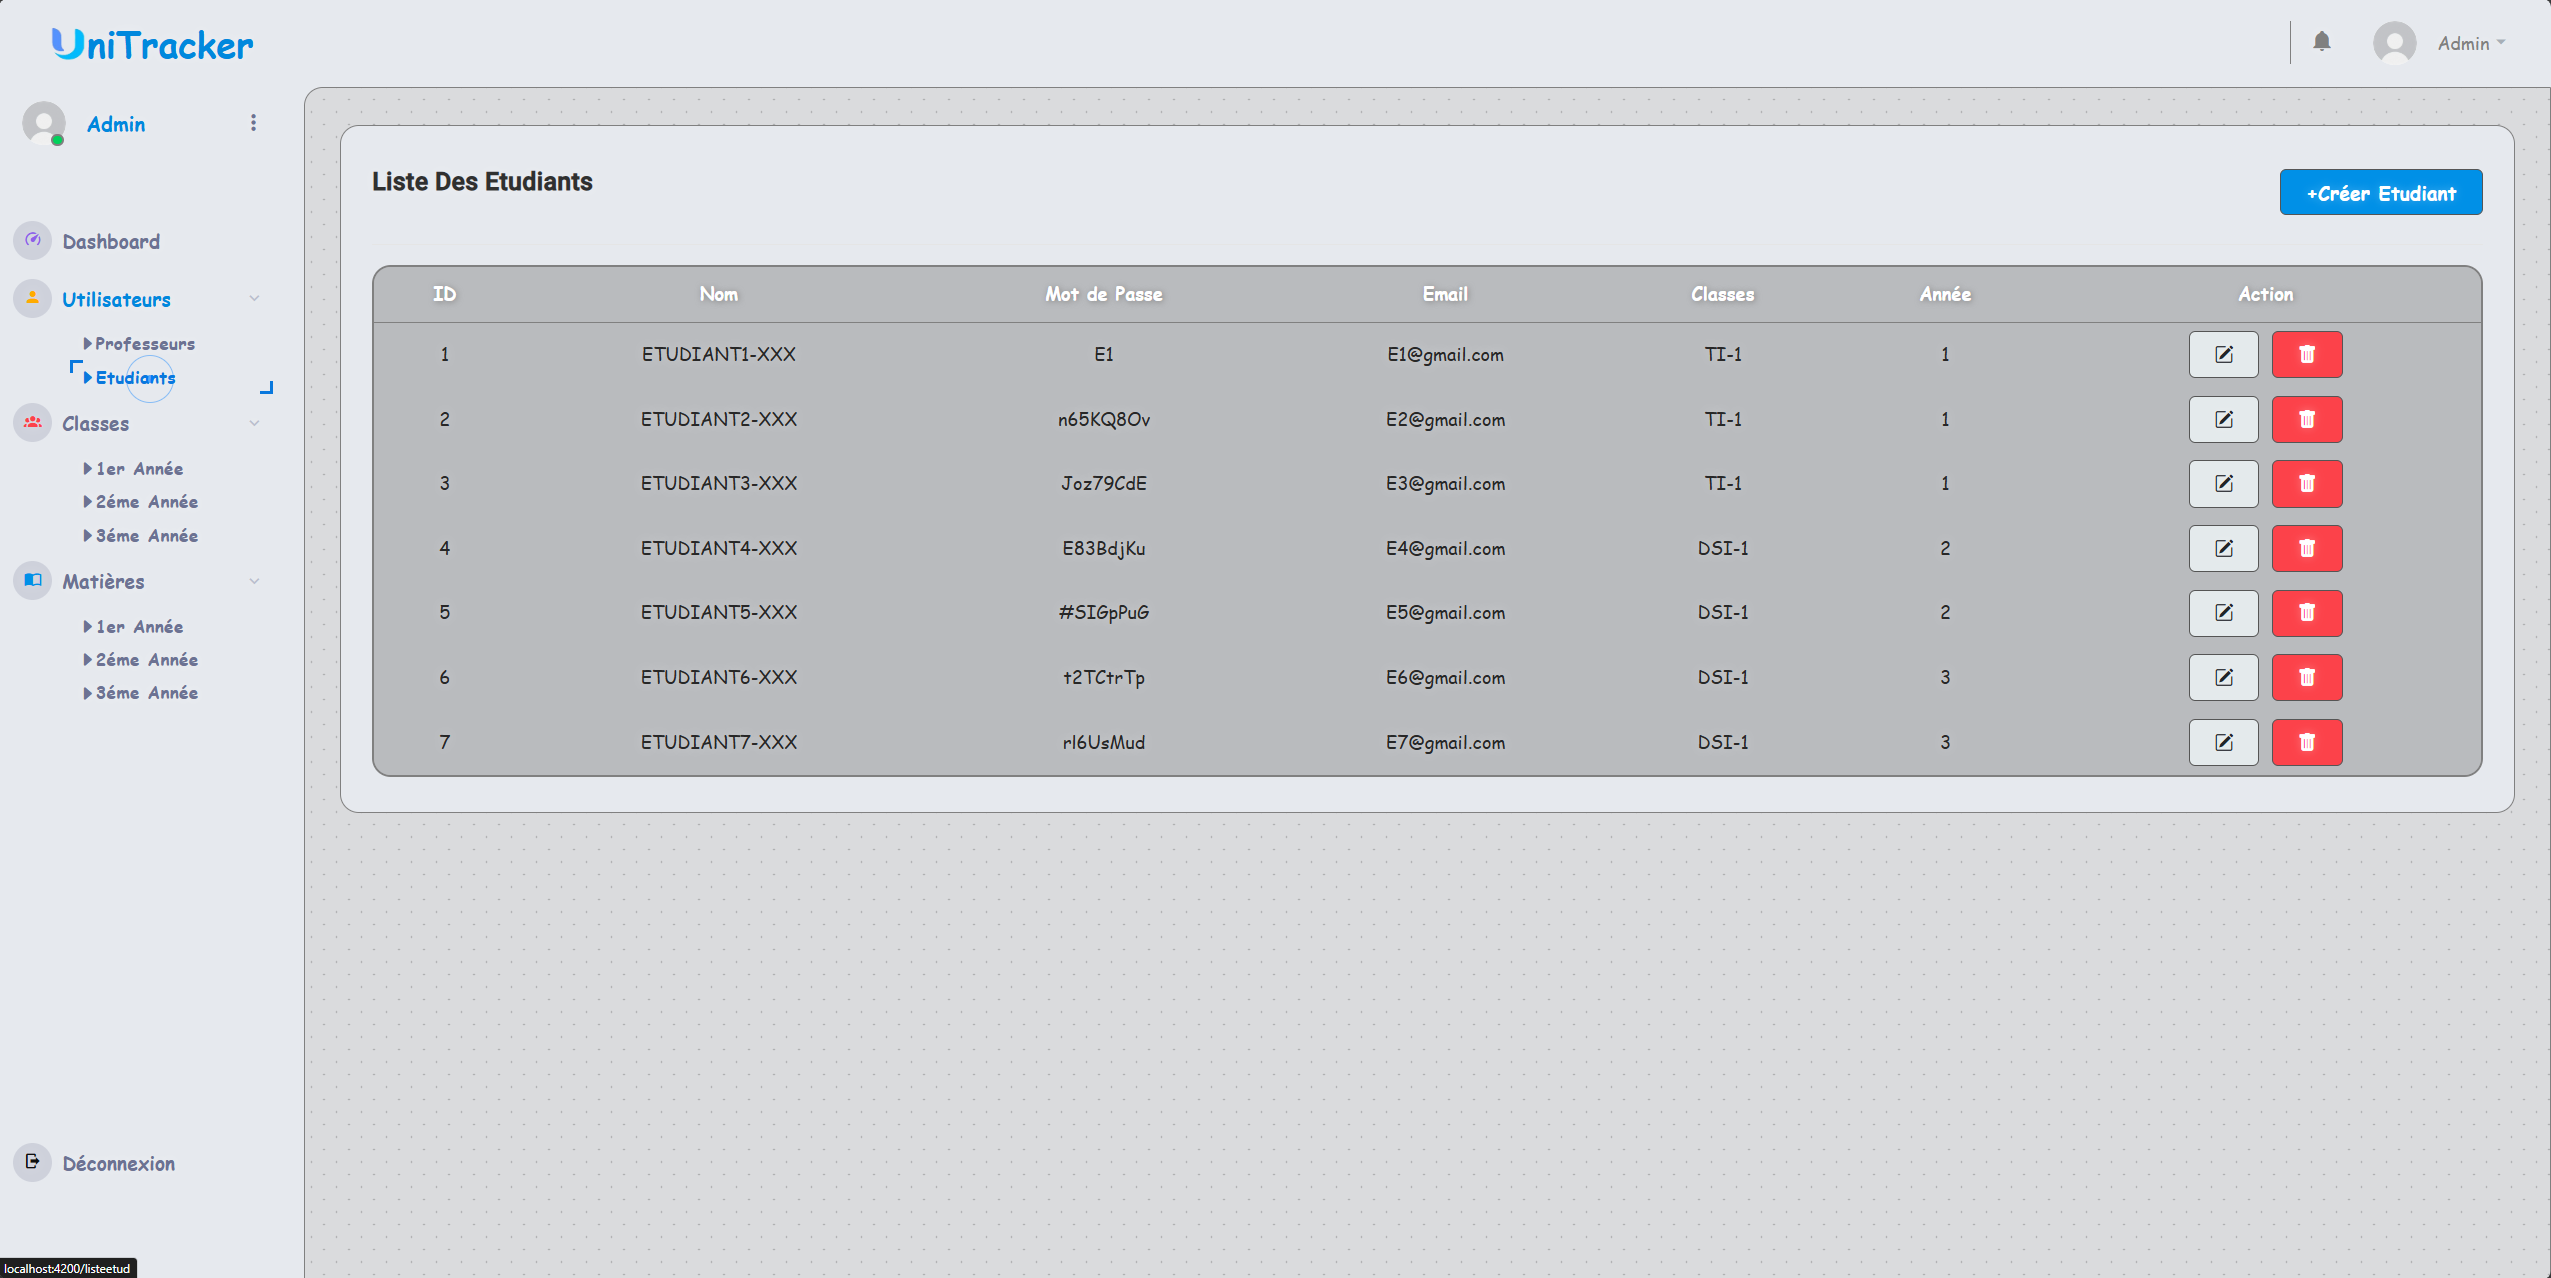 UniTracker
Admin
Admin
Dashboard
Utilisateurs
Professeurs
Etudiants
Classes
1er Année
2éme Année
3éme Année
Matières
1er Année
2éme Année
3éme Année
Déconnexion
Liste Des Etudiants
+Créer Etudiant
ID Nom Mot de Passe Email Classes Année Action
1 ETUDIANT1-XXX E1 E1@gmail.com TI-1 1
2 ETUDIANT2-XXX n65KQ8Ov E2@gmail.com TI-1 1
3 ETUDIANT3-XXX Joz79CdE E3@gmail.com TI-1 1
4 ETUDIANT4-XXX E83BdjKu E4@gmail.com DSI-1 2
5 ETUDIANT5-XXX #SIGpPuG E5@gmail.com DSI-1 2
6 ETUDIANT6-XXX t2TCtrTp E6@gmail.com DSI-1 3
7 ETUDIANT7-XXX rl6UsMud E7@gmail.com DSI-1 3
localhost:4200/listeetud